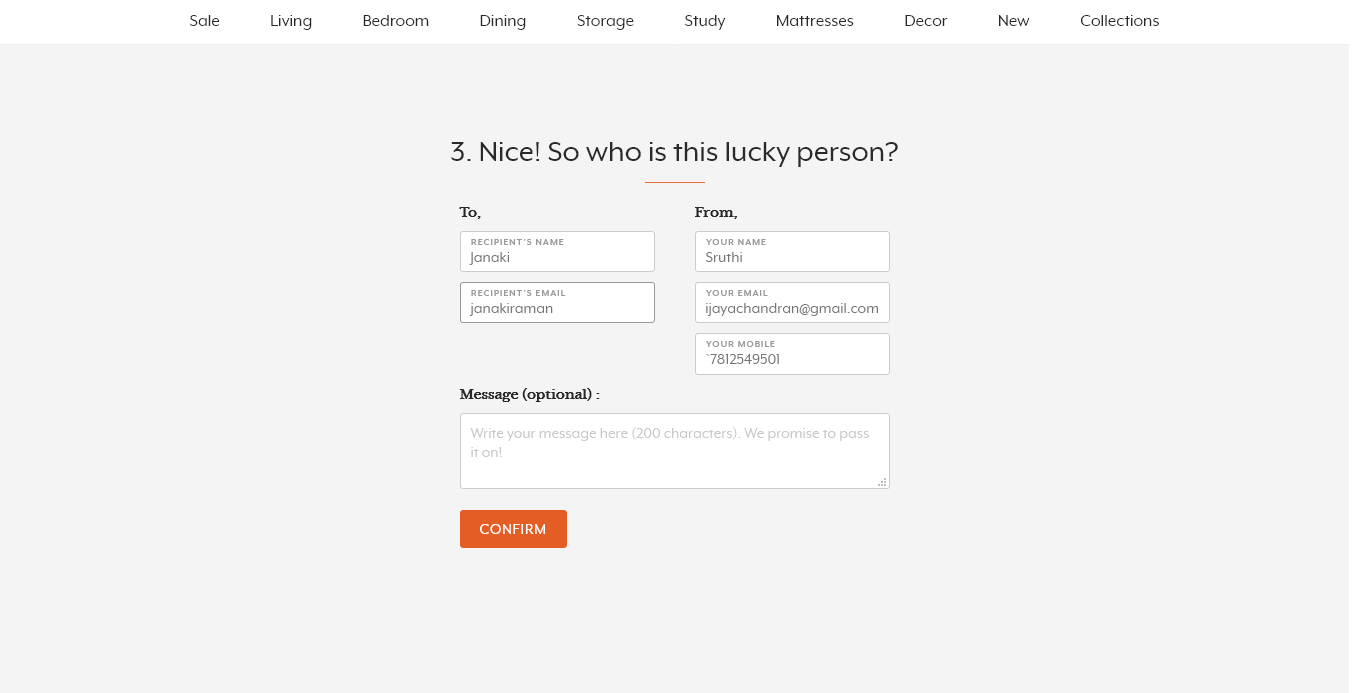 Sale Living Bedroom Dining Storage Study Mattresses Decor New Collections
3. Nice! So who is this lucky person?
To,
RECIPIENT'S NAME
Janaki
RECIPIENT'S EMAIL
janakiraman
From,
YOUR NAME
Sruthi
YOUR EMAIL
ijayachandran@gmail.com
YOUR MOBILE
`7812549501
Message (optional) :
Write your message here (200 characters). We promise to pass
it on!
CONFIRM